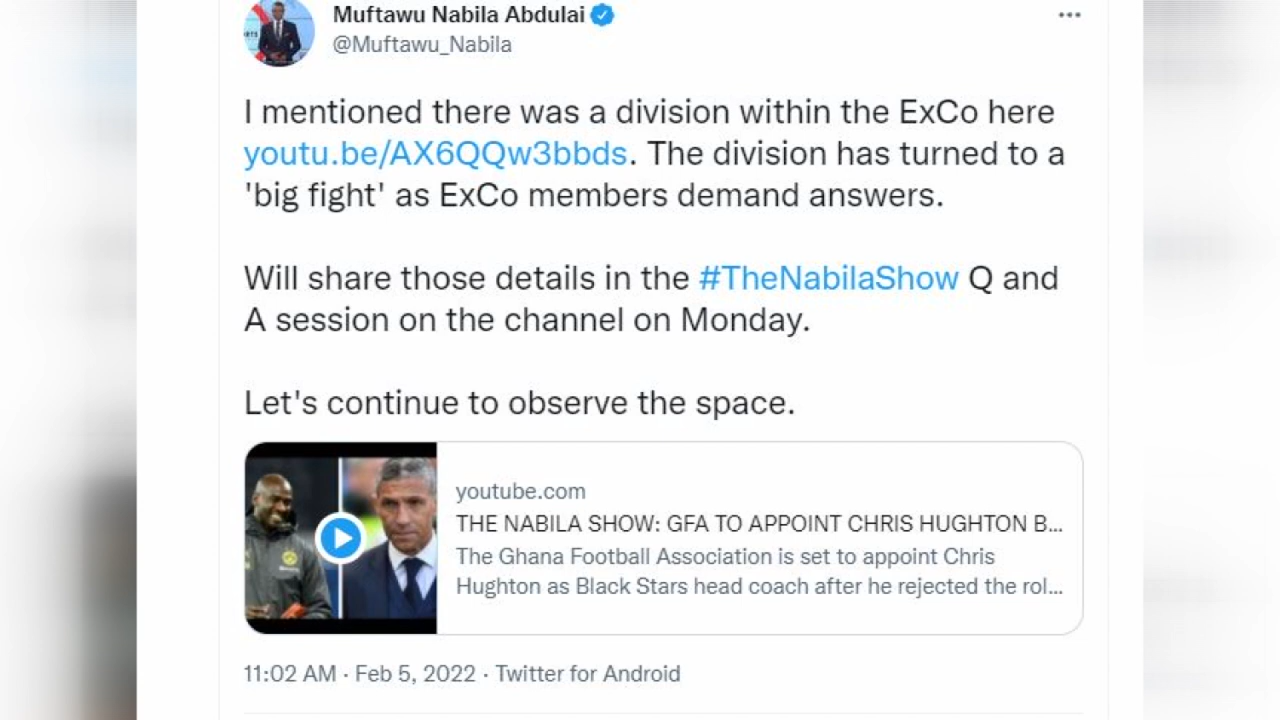 Muftawu Nabila Abdulai
@Muftawu_Nabila
I mentioned there was a division within the ExCo here
youtu.be/AX6QQw3bbds. The division has turned to a
'big fight' as ExCo members demand answers.
Will share those details in the #TheNabilaShow Q and
A session on the channel on Monday.
Let's continue to observe the space.
youtube.com
THE NABILA SHOW: GFA TO APPOINT CHRIS HUGHTON B...
The Ghana Football Association is set to appoint Chris
Hughton as Black Stars head coach after he rejected the rol...
11:02 AM · Feb 5, 2022 · Twitter for Android